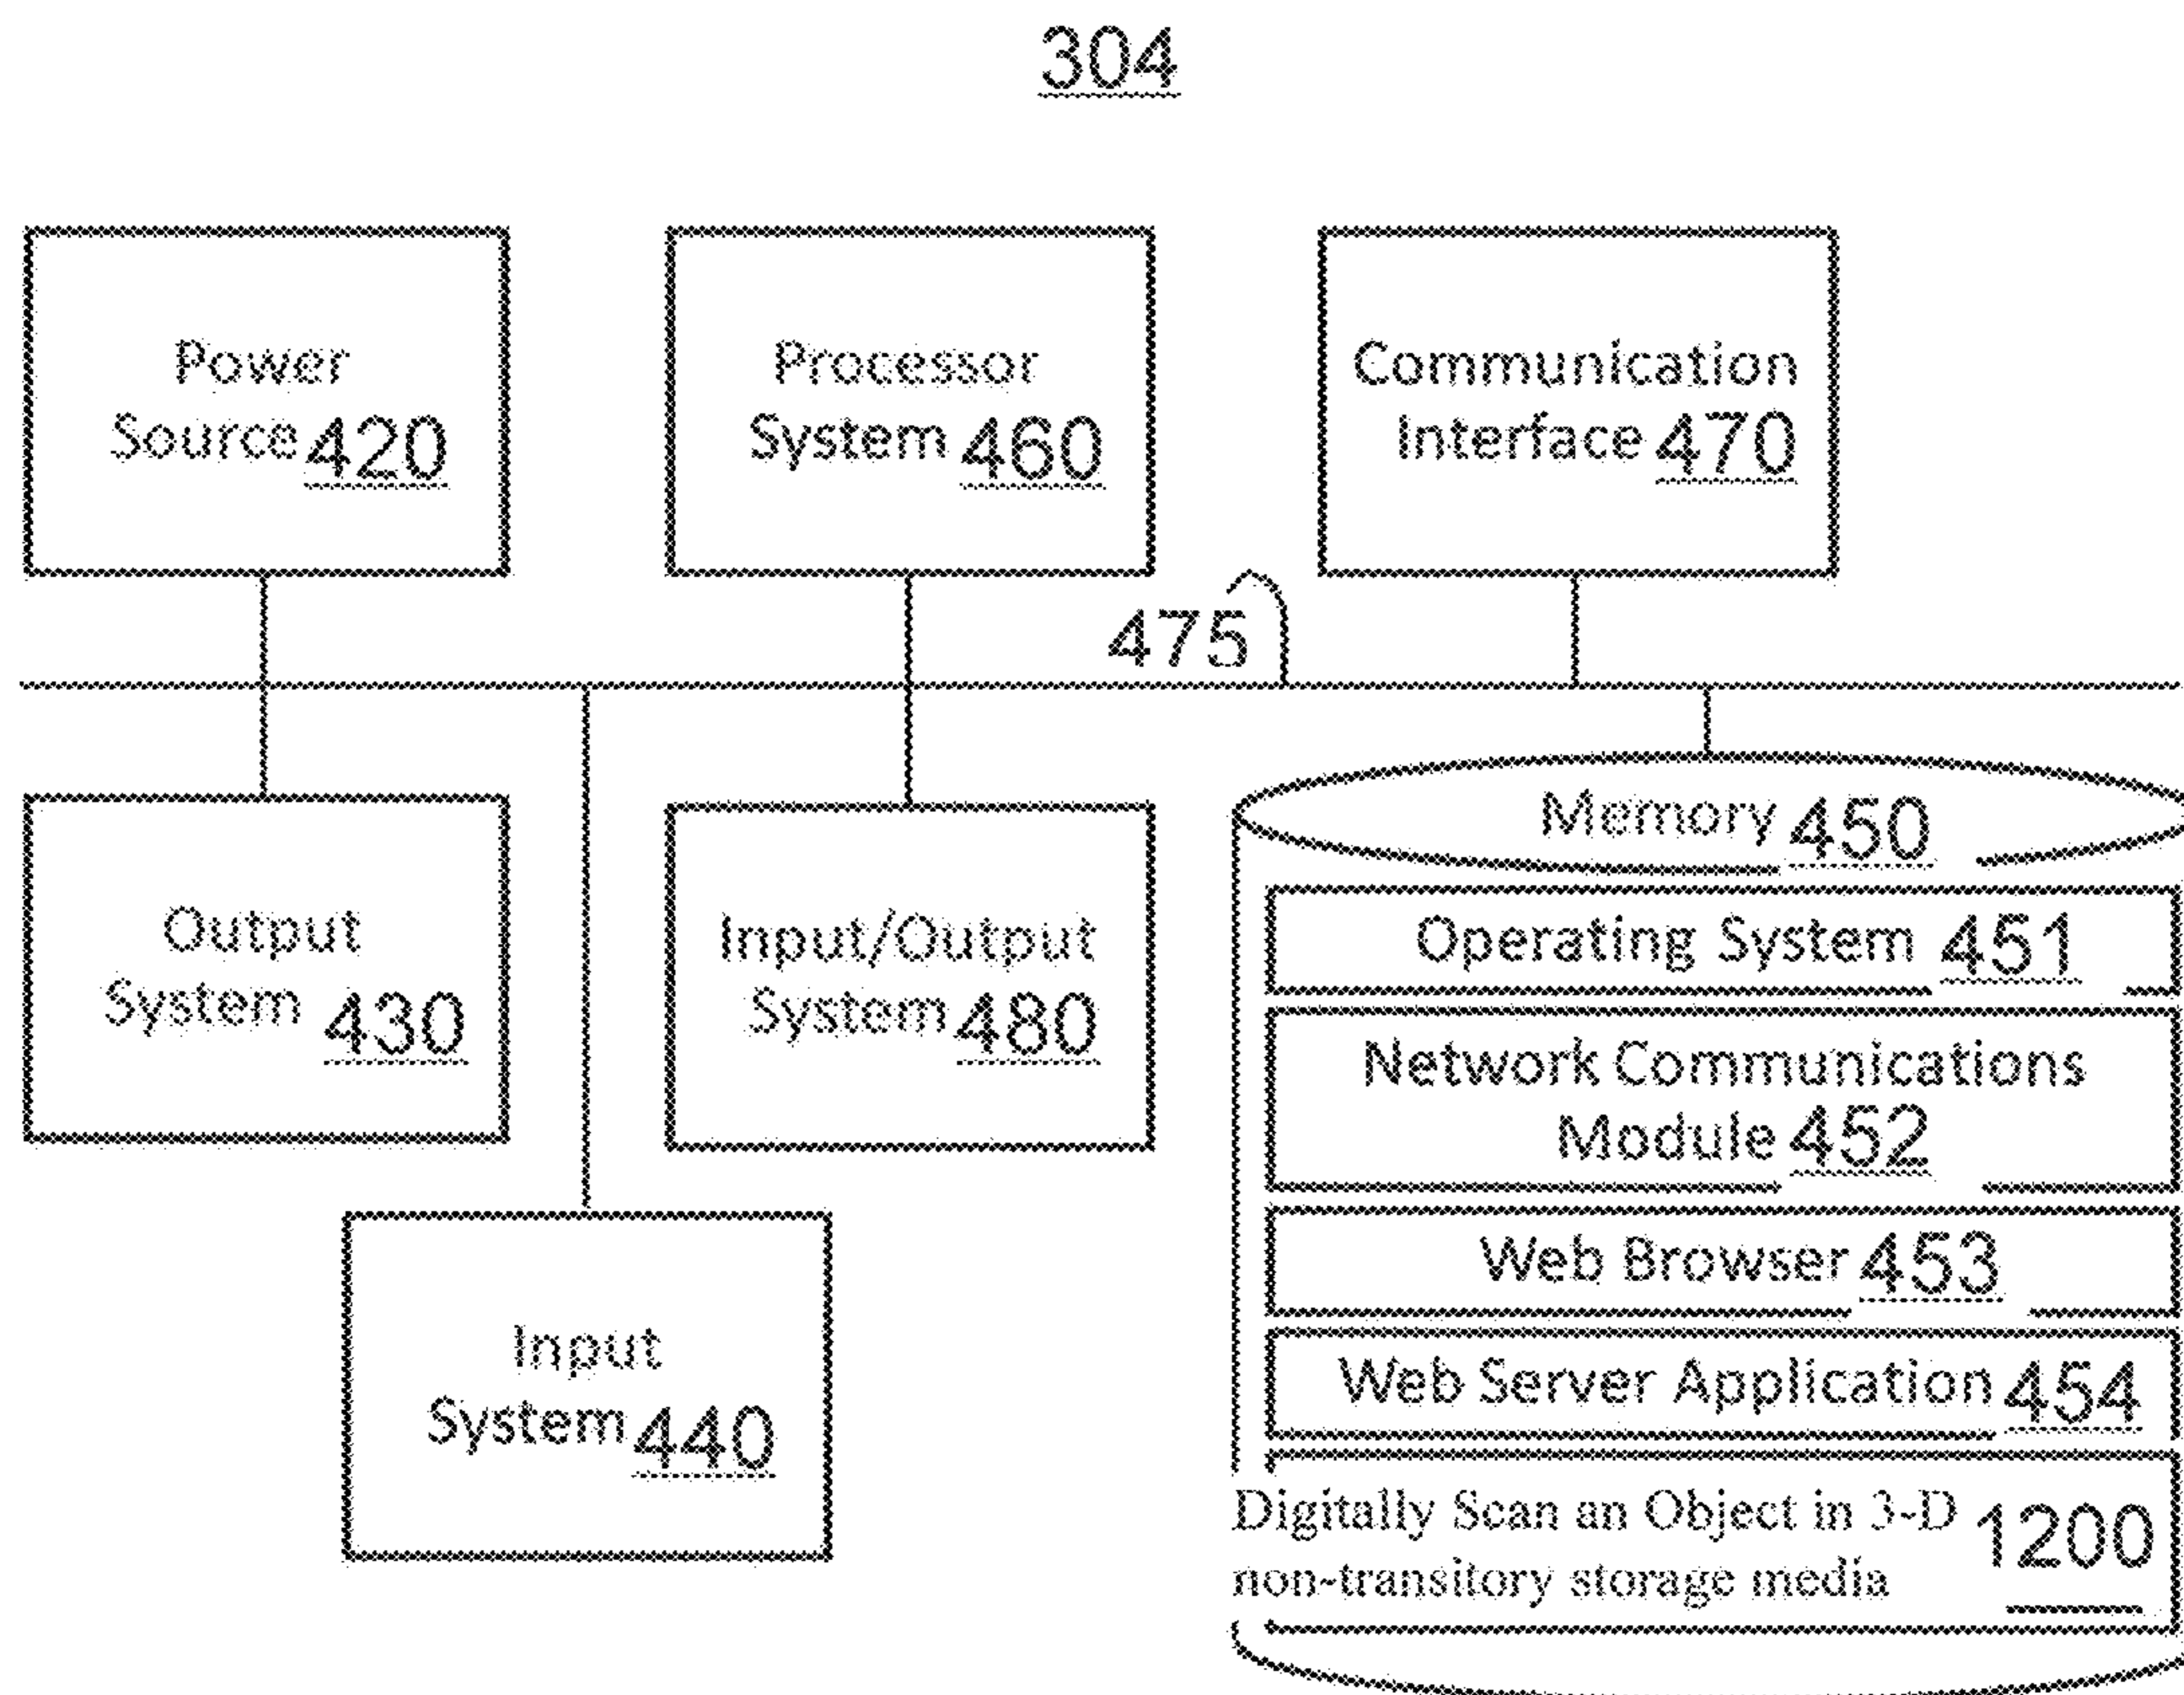 304
Power
Source 420
Processor
System 460
Communication
Interface 470
475
Output
System 430
Input/Output
System 480
Input
System 440
Memory 450
Operating System 451
Network Communications
Module 452
Web Browser 453
Web Server Application 454
Digitally Scan an Object in 3-D 1200
non-transitory storage media